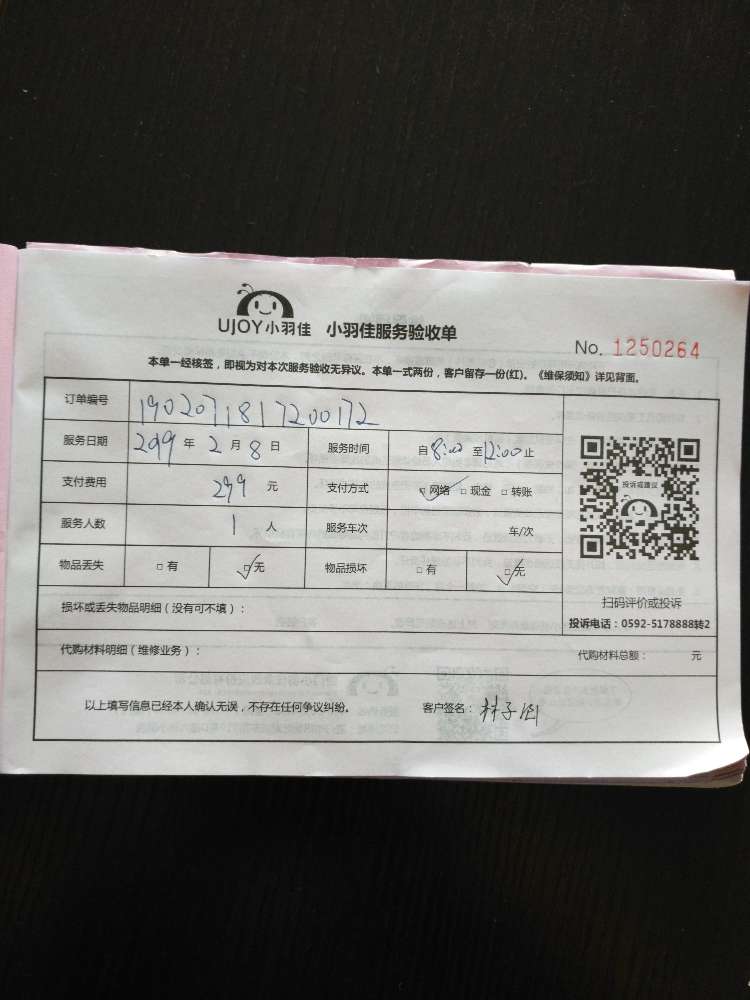 UJOY小羽佳 小羽佳服务验收单
No. 1250264
本单一经核签，即视为对本次服务验收无异议。本单一式两份，客户留存一份(红)。《维保须知》详见背面。
订单编号 1902071817200172
服务日期 2019 年 2 月 8 日 服务时间 自 8:00 至 12:00 止
投诉或建议
支付费用 299 元 支付方式 ☑ 网络 □ 现金 □ 转账
服务人数 1 人 服务车次 车/次
物品丢失 □ 有 ☑ 无 物品损坏 □ 有 ☑ 无
扫码评价或投诉
损坏或丢失物品明细（没有可不填）：
投诉电话：0592-5178888转2
代购材料明细（维修业务）： 代购材料总额： 元
以上填写信息已经本人确认无误，不存在任何争议纠纷。 客户签名： 林子